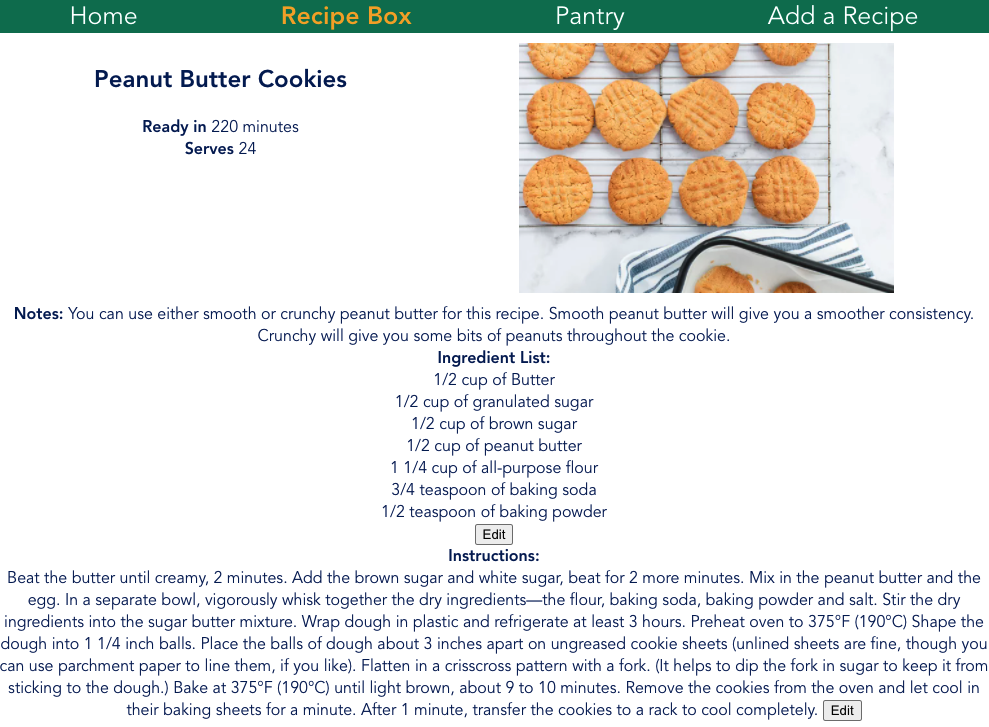 Home Recipe Box Pantry Add a Recipe
Peanut Butter Cookies
Ready in 220 minutes
Serves 24
Notes: You can use either smooth or crunchy peanut butter for this recipe. Smooth peanut butter will give you a smoother consistency.
Crunchy will give you some bits of peanuts throughout the cookie.
Ingredient List:
1/2 cup of Butter
1/2 cup of granulated sugar
1/2 cup of brown sugar
1/2 cup of peanut butter
1 1/4 cup of all-purpose flour
3/4 teaspoon of baking soda
1/2 teaspoon of baking powder
Edit
Instructions:
Beat the butter until creamy, 2 minutes. Add the brown sugar and white sugar, beat for 2 more minutes. Mix in the peanut butter and the
egg. In a separate bowl, vigorously whisk together the dry ingredients—the flour, baking soda, baking powder and salt. Stir the dry
ingredients into the sugar butter mixture. Wrap dough in plastic and refrigerate at least 3 hours. Preheat oven to 375°F (190°C) Shape the
dough into 1 1/4 inch balls. Place the balls of dough about 3 inches apart on ungreased cookie sheets (unlined sheets are fine, though you
can use parchment paper to line them, if you like). Flatten in a crisscross pattern with a fork. (It helps to dip the fork in sugar to keep it from
sticking to the dough.) Bake at 375°F (190°C) until light brown, about 9 to 10 minutes. Remove the cookies from the oven and let cool in
their baking sheets for a minute. After 1 minute, transfer the cookies to a rack to cool completely. Edit